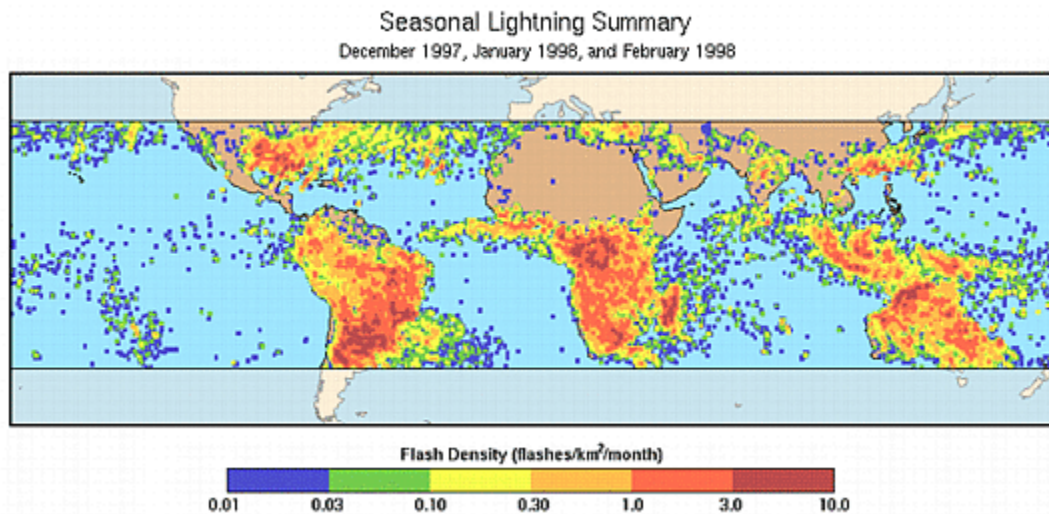 Seasonal Lightning Summary
December 1997, January 1998, and February 1998
Flash Density (flashes/km²/month)
0.01 0.03 0.10 0.30 1.0 3.0 10.0